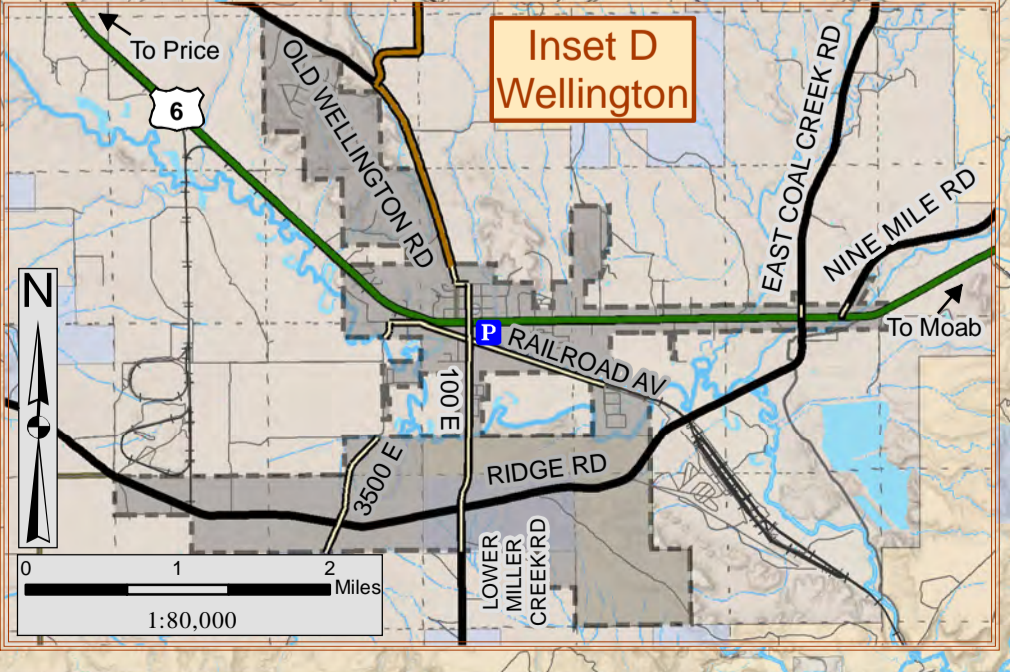 To Price
6
Inset D
Wellington
OLD WELLINGTON RD
EAST COAL CREEK RD
NINE MILE RD
To Moab
P
RAILROAD AV
100 E
RIDGE RD
3500 E
LOWER
MILLER
CREEK RD
N
0 1 2
Miles
1:80,000